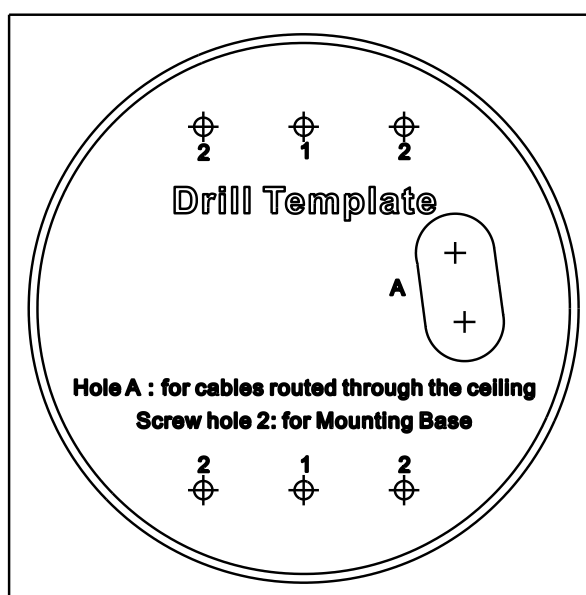 2 1 2
Drill Template
A
Hole A : for cables routed through the ceiling
Screw hole 2: for Mounting Base
2 1 2